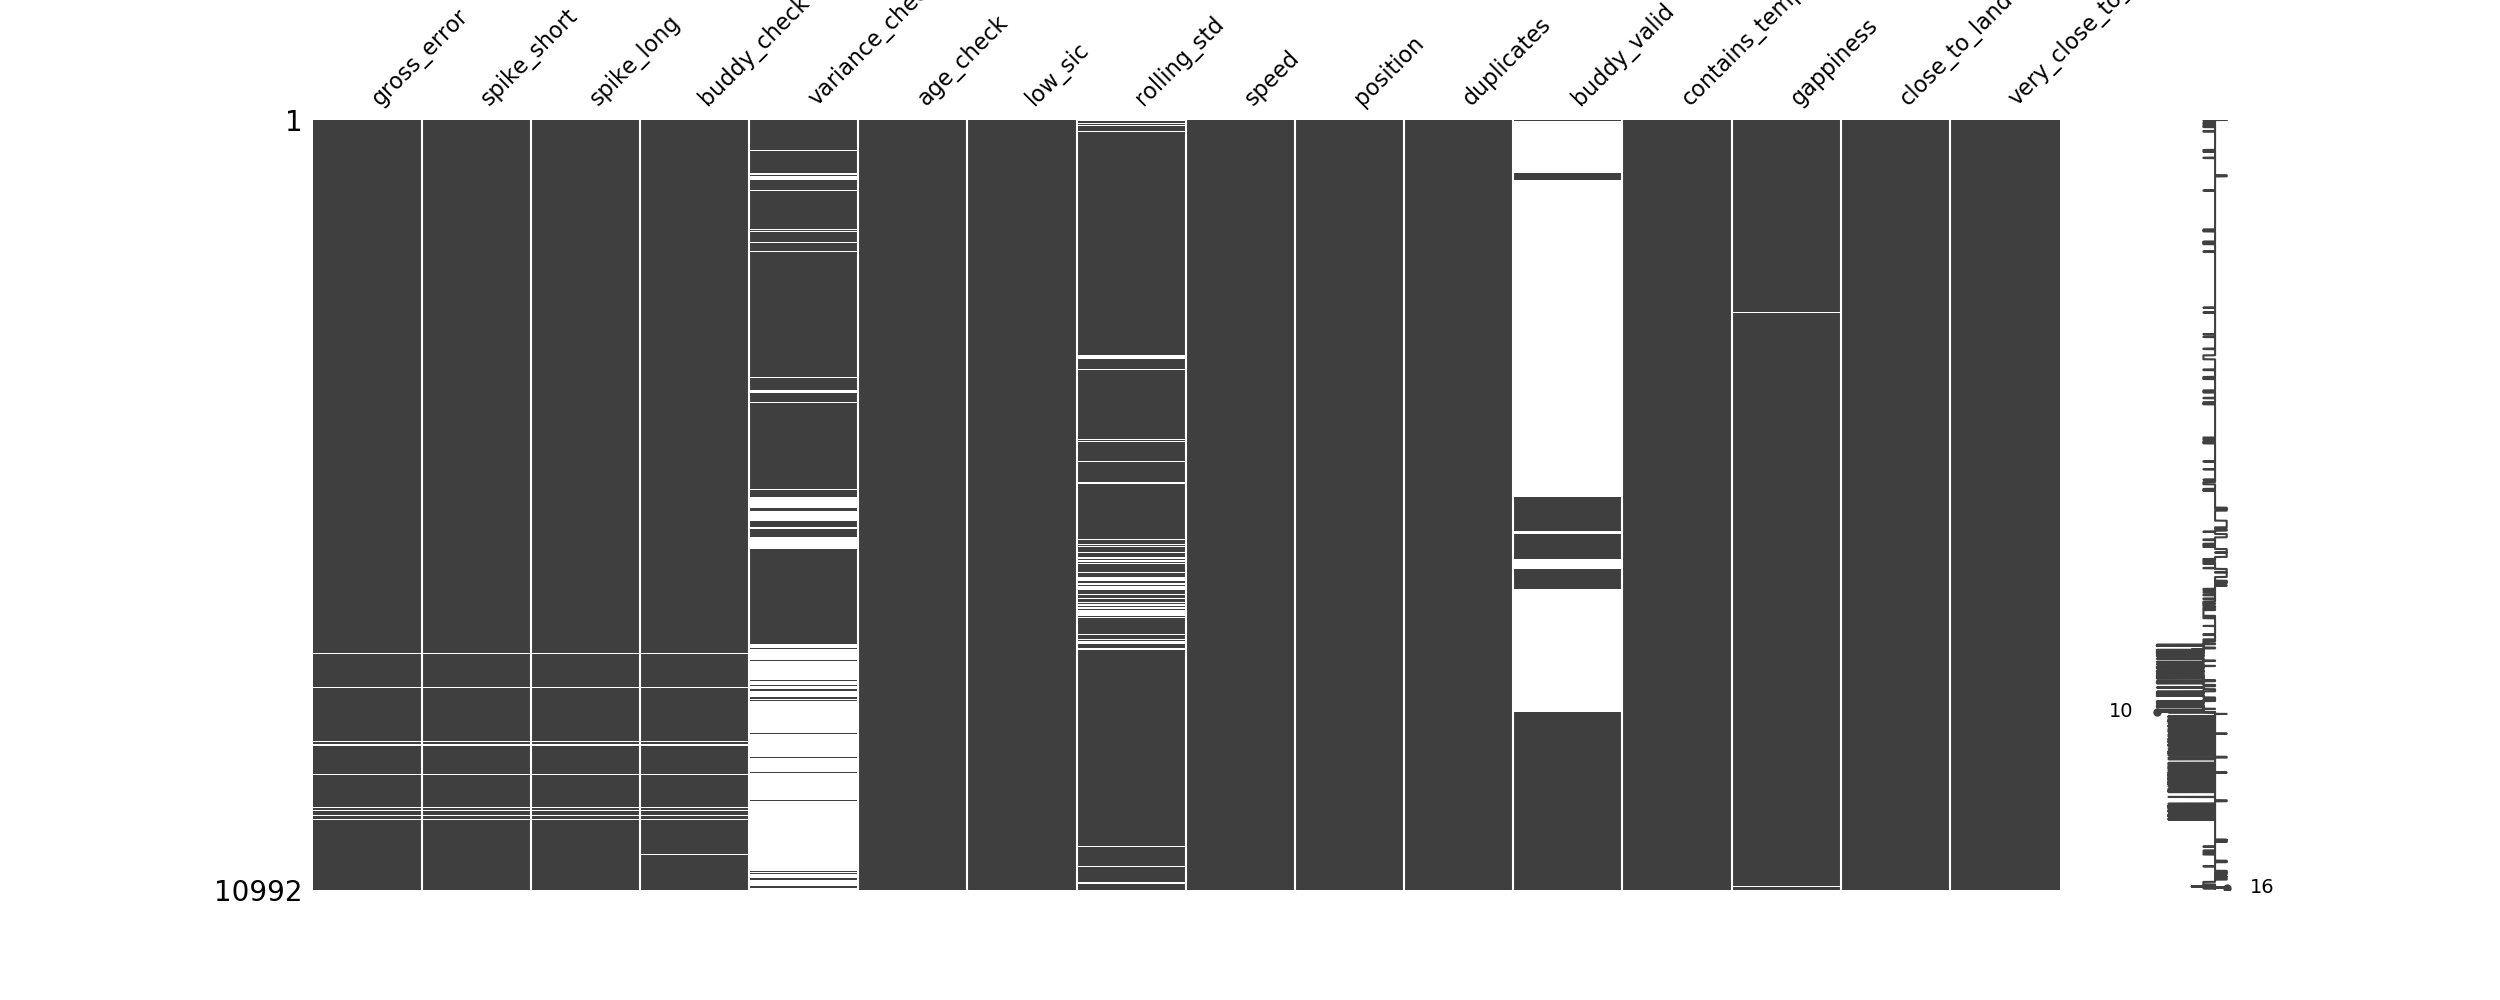 gross_error
spike_short
spike_long
buddy_check
age_check
low_sic
rolling_std
speed
position
duplicates
buddy_valid
gappiness
close_to_land
1
10
10992
16